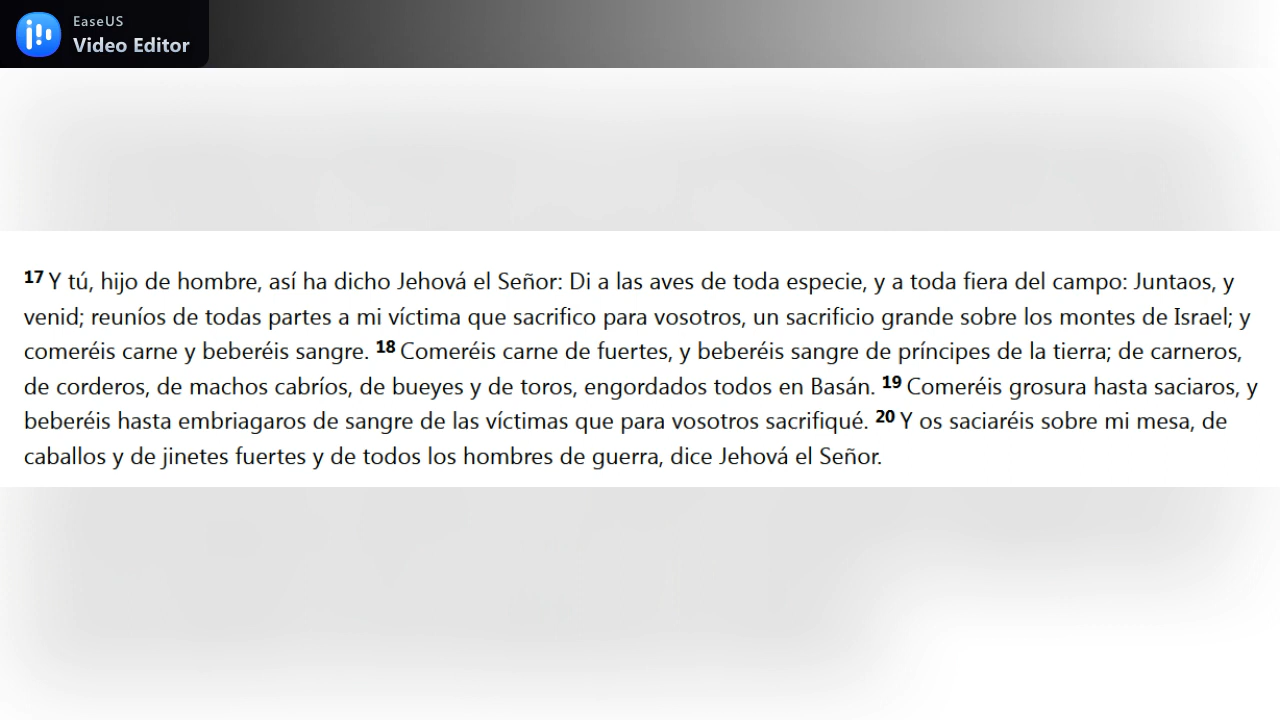 EaseUS
Video Editor
17 Y tú, hijo de hombre, así ha dicho Jehová el Señor: Di a las aves de toda especie, y a toda fiera del campo: Juntaos, y
venid; reuníos de todas partes a mi víctima que sacrifico para vosotros, un sacrificio grande sobre los montes de Israel; y
comeréis carne y beberéis sangre. 18 Comeréis carne de fuertes, y beberéis sangre de príncipes de la tierra; de carneros,
de corderos, de machos cabríos, de bueyes y de toros, engordados todos en Basán. 19 Comeréis grosura hasta saciaros, y
beberéis hasta embriagaros de sangre de las víctimas que para vosotros sacrifiqué. 20 Y os saciaréis sobre mi mesa, de
caballos y de jinetes fuertes y de todos los hombres de guerra, dice Jehová el Señor.